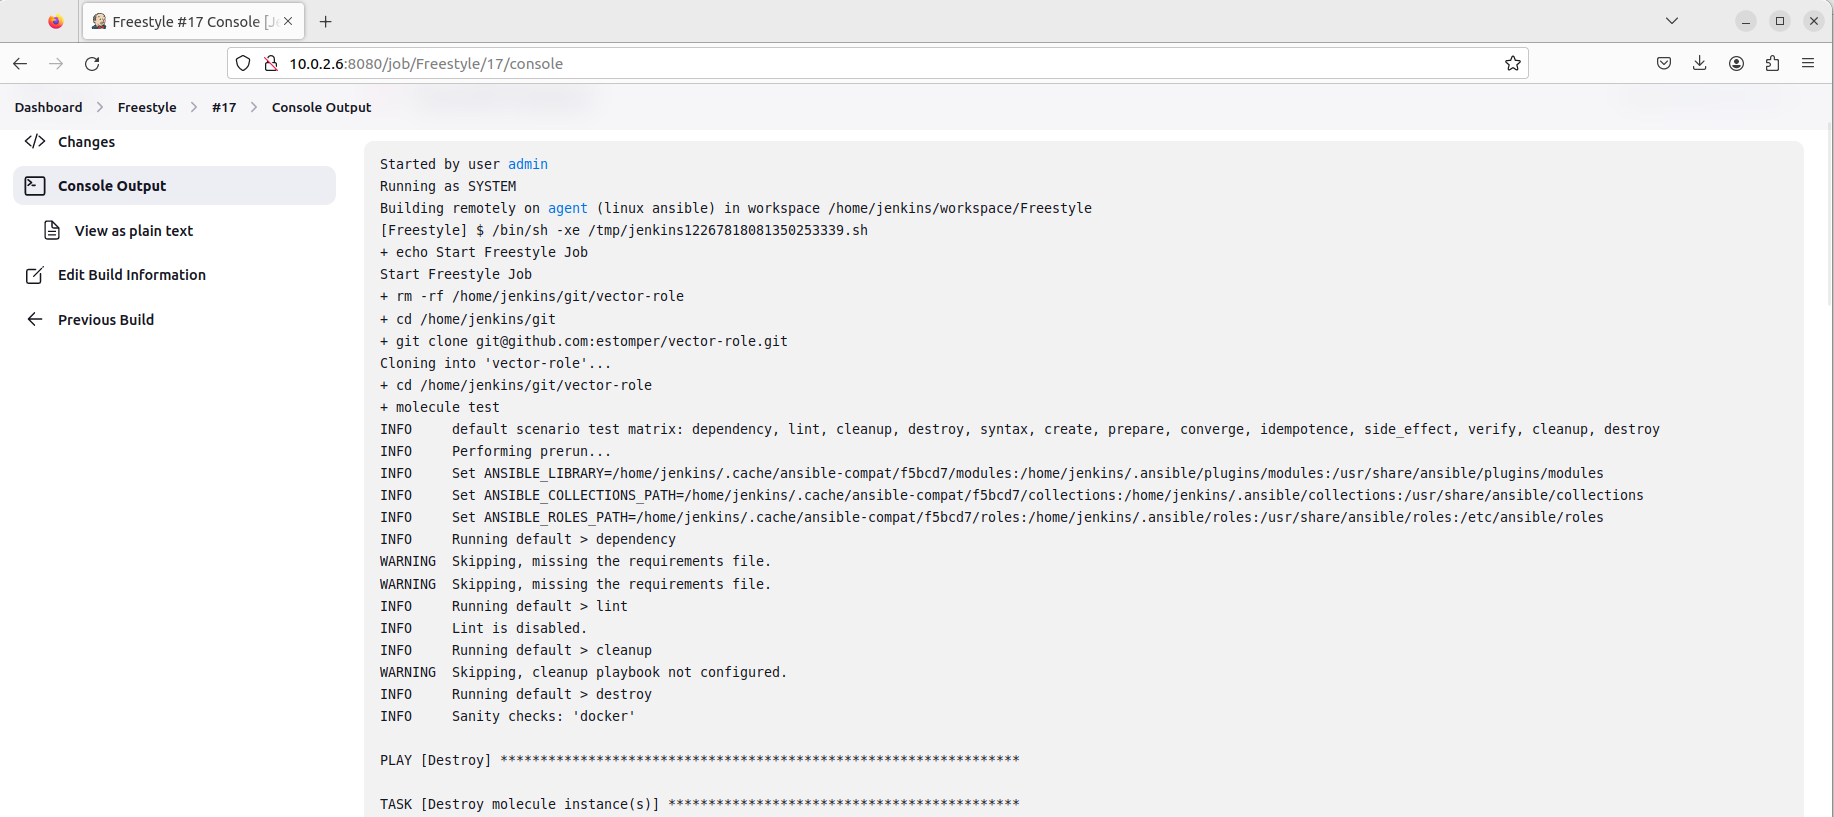 Freestyle #17 Console [Je
10.0.2.6:8080/job/Freestyle/17/console
Dashboard > Freestyle > #17 > Console Output
Changes
Console Output
View as plain text
Edit Build Information
Previous Build
Started by user admin
Running as SYSTEM
Building remotely on agent (linux ansible) in workspace /home/jenkins/workspace/Freestyle
[Freestyle] $ /bin/sh -xe /tmp/jenkins12267818081350253339.sh
+ echo Start Freestyle Job
Start Freestyle Job
+ rm -rf /home/jenkins/git/vector-role
+ cd /home/jenkins/git
+ git clone git@github.com:estomper/vector-role.git
Cloning into 'vector-role'...
+ cd /home/jenkins/git/vector-role
+ molecule test
INFO     default scenario test matrix: dependency, lint, cleanup, destroy, syntax, create, prepare, converge, idempotence, side_effect, verify, cleanup, destroy
INFO     Performing prerun...
INFO     Set ANSIBLE_LIBRARY=/home/jenkins/.cache/ansible-compat/f5bcd7/modules:/home/jenkins/.ansible/plugins/modules:/usr/share/ansible/plugins/modules
INFO     Set ANSIBLE_COLLECTIONS_PATH=/home/jenkins/.cache/ansible-compat/f5bcd7/collections:/home/jenkins/.ansible/collections:/usr/share/ansible/collections
INFO     Set ANSIBLE_ROLES_PATH=/home/jenkins/.cache/ansible-compat/f5bcd7/roles:/home/jenkins/.ansible/roles:/usr/share/ansible/roles:/etc/ansible/roles
INFO     Running default > dependency
WARNING  Skipping, missing the requirements file.
WARNING  Skipping, missing the requirements file.
INFO     Running default > lint
INFO     Lint is disabled.
INFO     Running default > cleanup
WARNING  Skipping, cleanup playbook not configured.
INFO     Running default > destroy
INFO     Sanity checks: 'docker'
PLAY [Destroy] *****************************************************************
TASK [Destroy molecule instance(s)] ********************************************